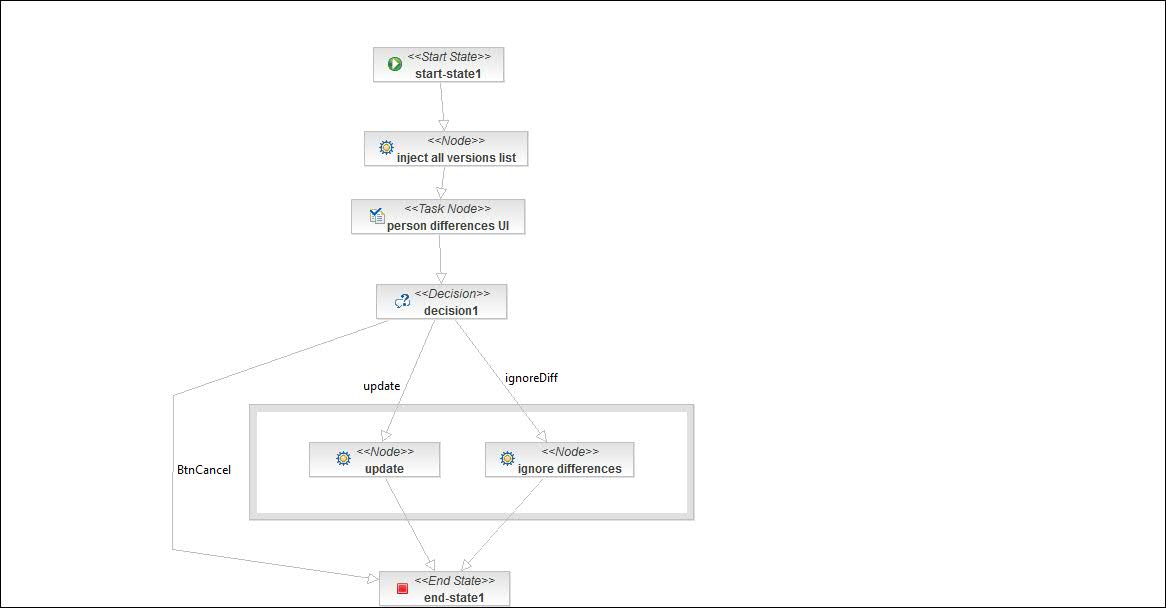 <<Start State>>
start-state1
<<Node>>
inject all versions list
<<Task Node>>
person differences UI
<<Decision>>
decision1
update
ignoreDiff
<<Node>>
update
<<Node>>
ignore differences
BtnCancel
<<End State>>
end-state1